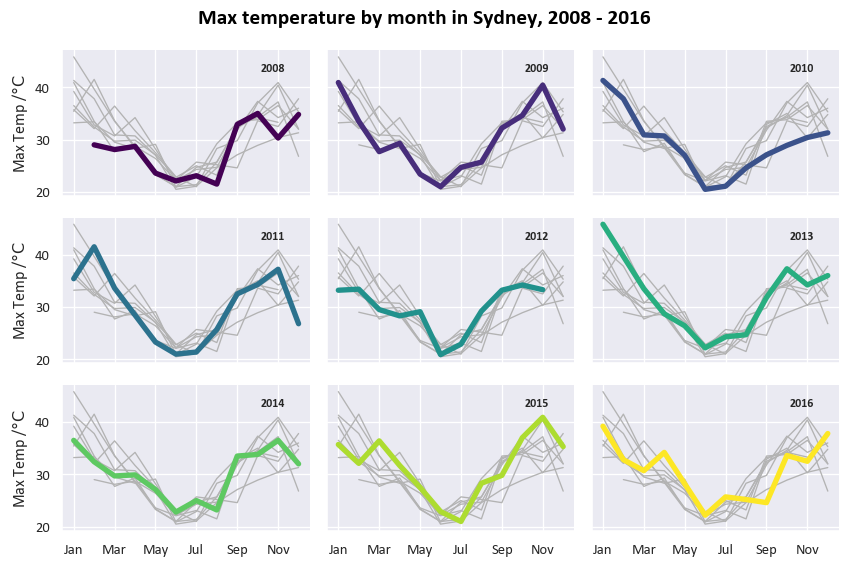 Max temperature by month in Sydney, 2008 - 2016
2008
2009
2010
Max Temp /°C
40
30
20
2011
2012
2013
Max Temp /°C
40
30
20
2014
2015
2016
Max Temp /°C
40
30
20
Jan Mar May Jul Sep Nov
Jan Mar May Jul Sep Nov
Jan Mar May Jul Sep Nov